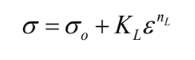 σ = σ_o + K_L ε^{n_L}